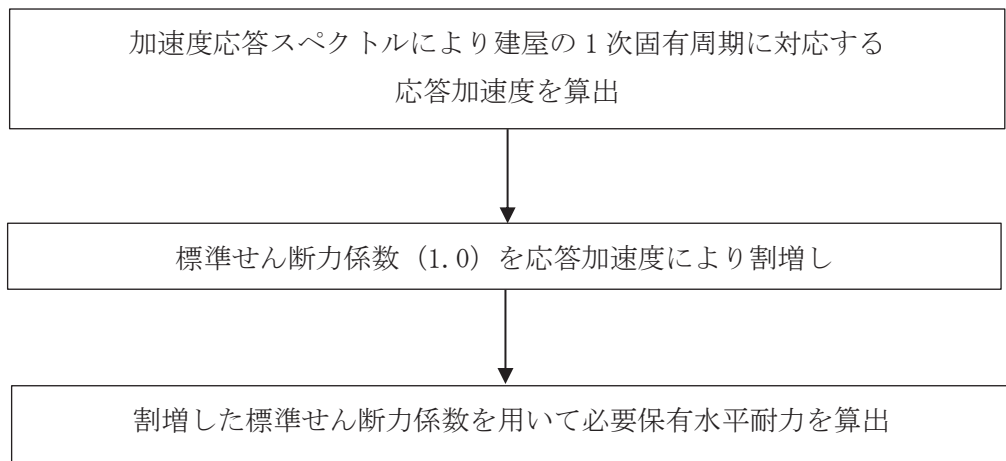 加速度応答スペクトルにより建屋の 1 次固有周期に対応する
応答加速度を算出
標準せん断力係数（1.0）を応答加速度により割増し
割増した標準せん断力係数を用いて必要保有水平耐力を算出